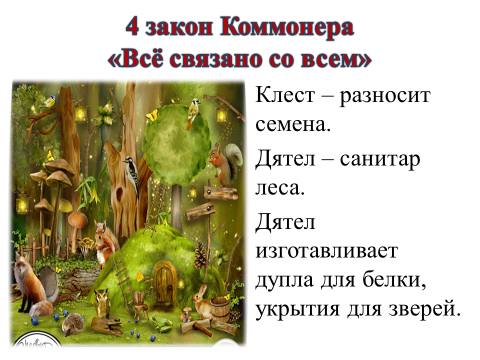 4 закон Коммонера
«Всё связано со всем»
Клест – разносит
семена.
Дятел – санитар
леса.
Дятел
изготавливает
дупла для белки,
укрытия для зверей.